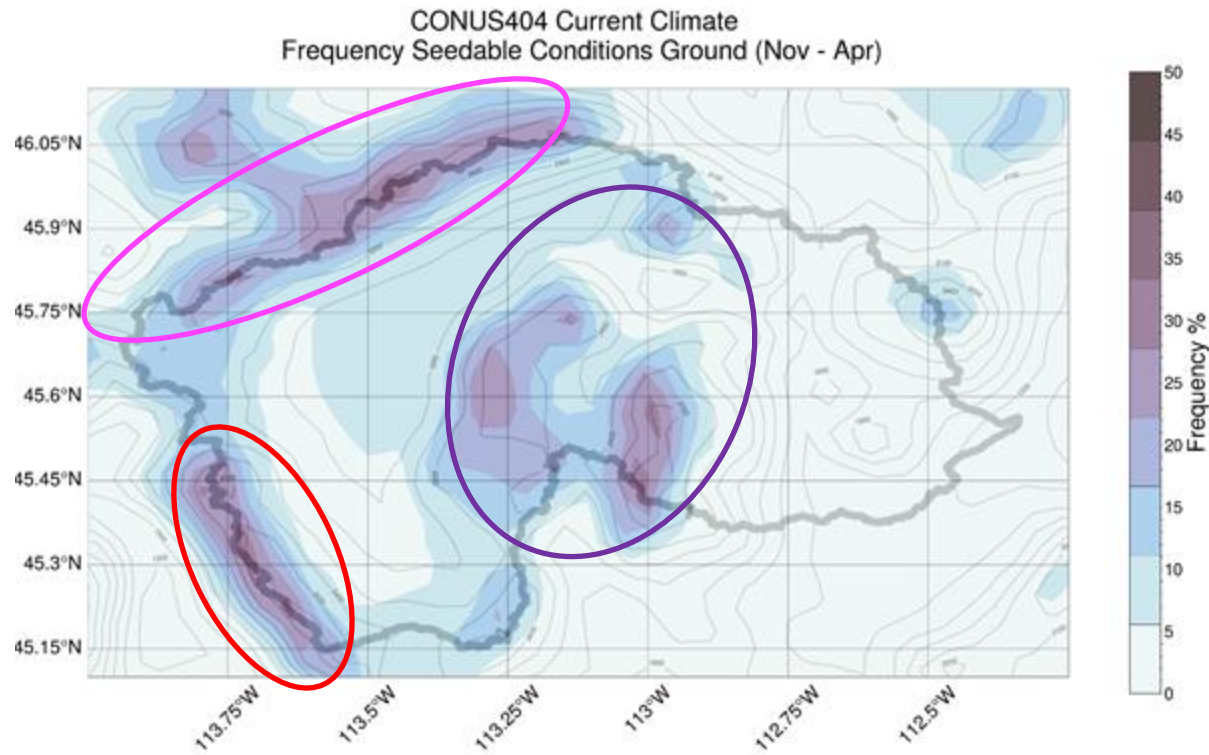 CONUS404 Current Climate
Frequency Seedable Conditions Ground (Nov - Apr)
50
45
40
35
30
25
20
15
10
5
0
Frequency %
46.05°N
45.9°N
45.75°N
45.6°N
45.45°N
45.3°N
45.15°N
113.75°W
113.5°W
113.25°W
113°W
112.75°W
112.5°W